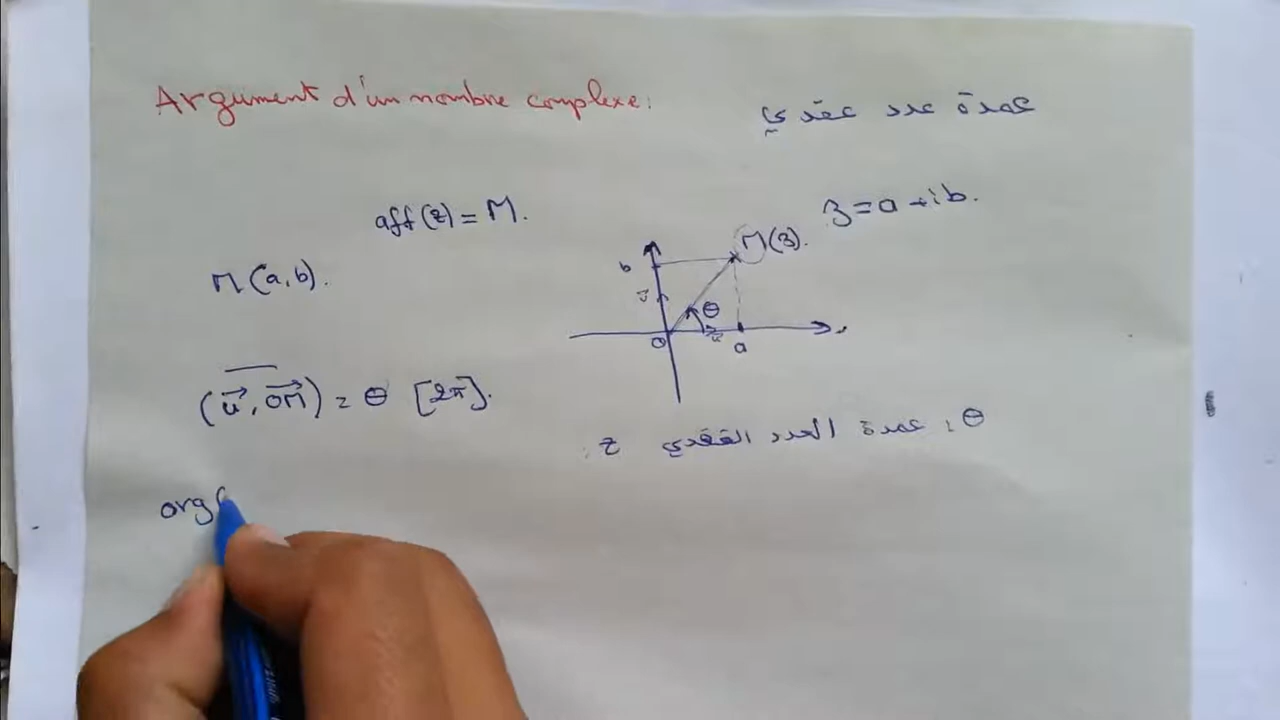 Argument d'un nombre complexe:
عمدة عدد عقدي
aff(z) = M.
z = a + ib.
M(a, b).
M(z).
b
v
θ
O
u
a
(u, OM) = θ [2π].
θ : عمدة العدد العقدي z
arg(